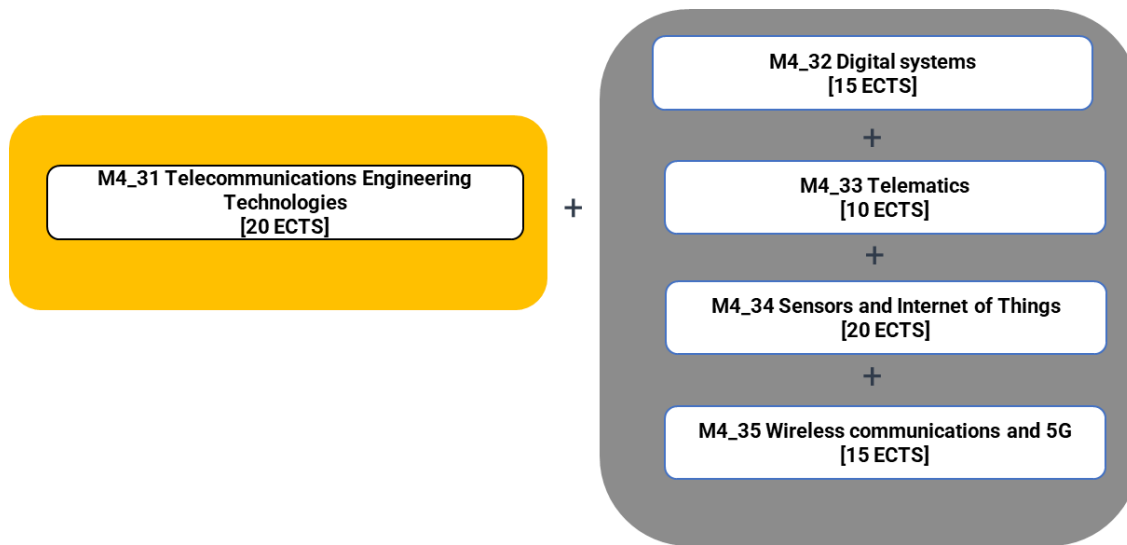 M4_31 Telecommunications Engineering
Technologies
[20 ECTS]
+
M4_32 Digital systems
[15 ECTS]
+
M4_33 Telematics
[10 ECTS]
+
M4_34 Sensors and Internet of Things
[20 ECTS]
+
M4_35 Wireless communications and 5G
[15 ECTS]